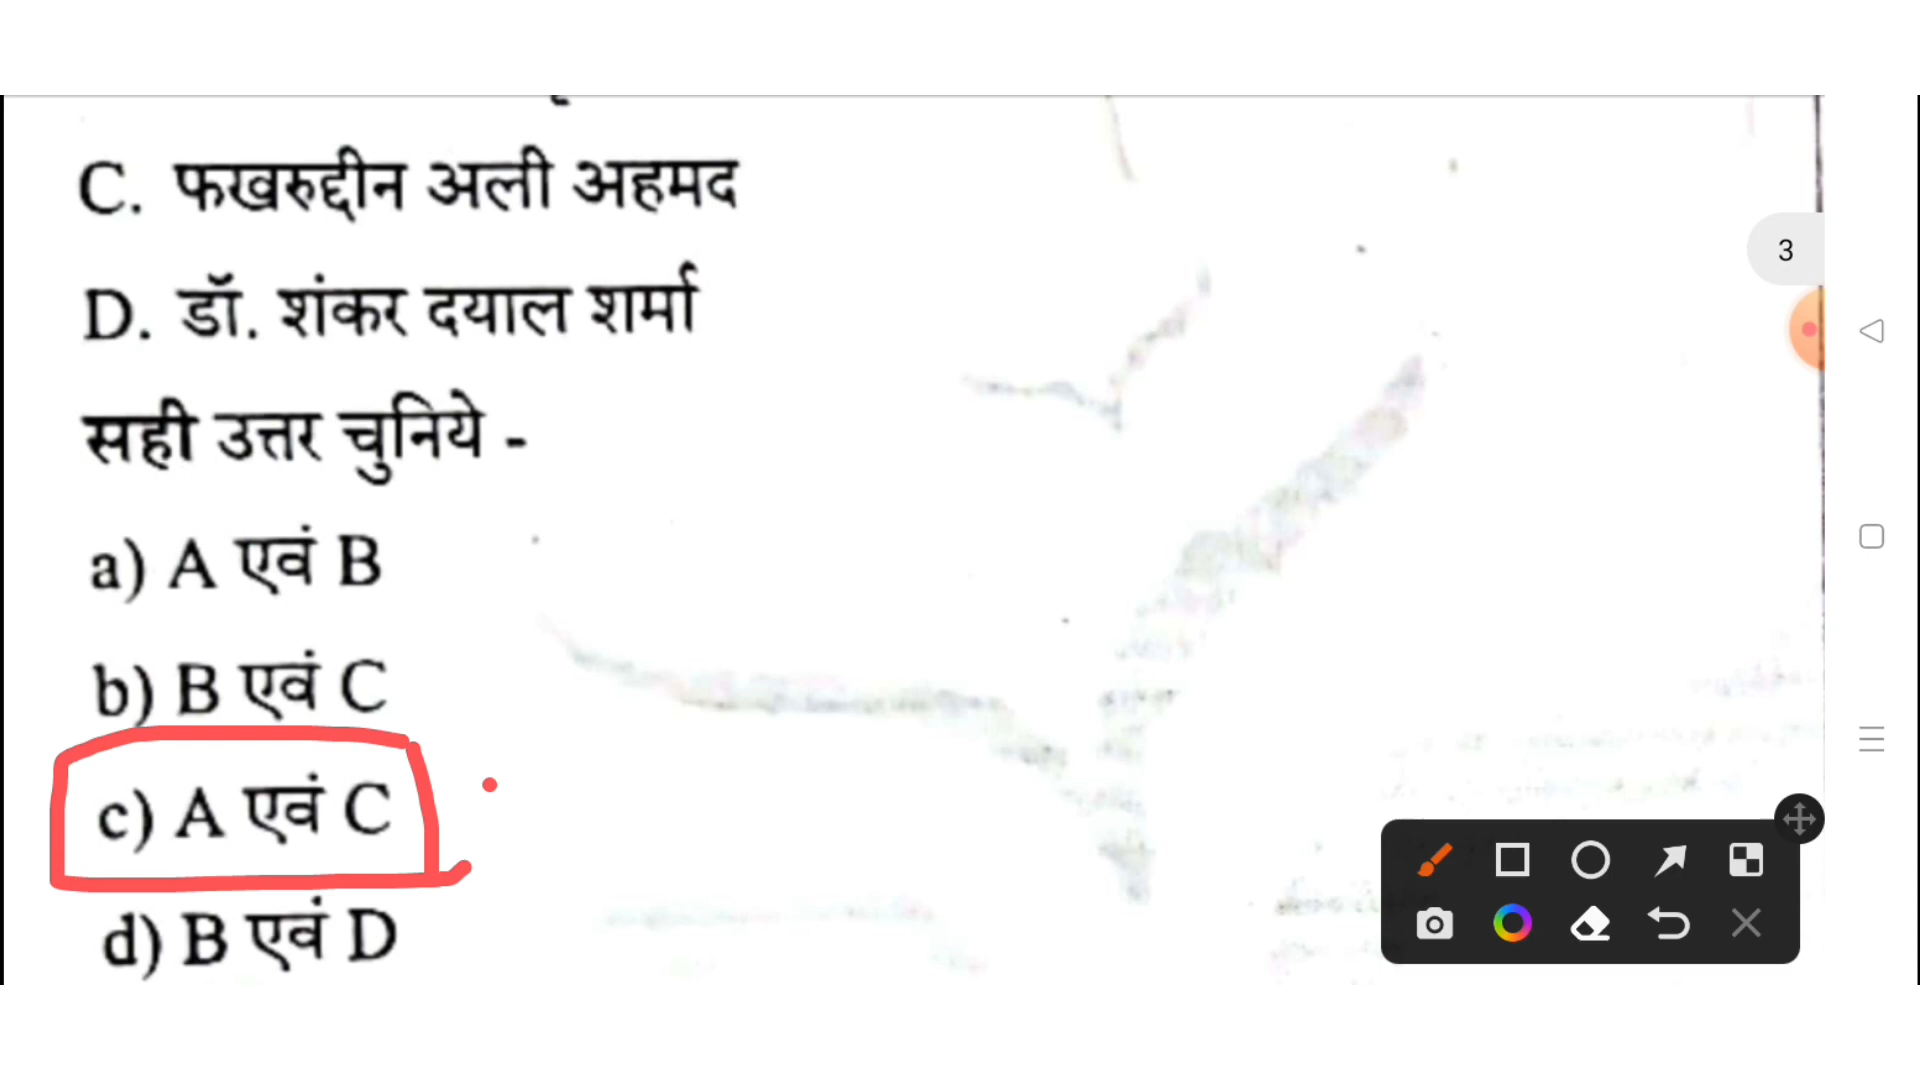 C. फखरुद्दीन अली अहमद
3
D. डॉ. शंकर दयाल शर्मा
सही उत्तर चुनिये -
a) A एवं B
b) B एवं C
c) A एवं C
d) B एवं D